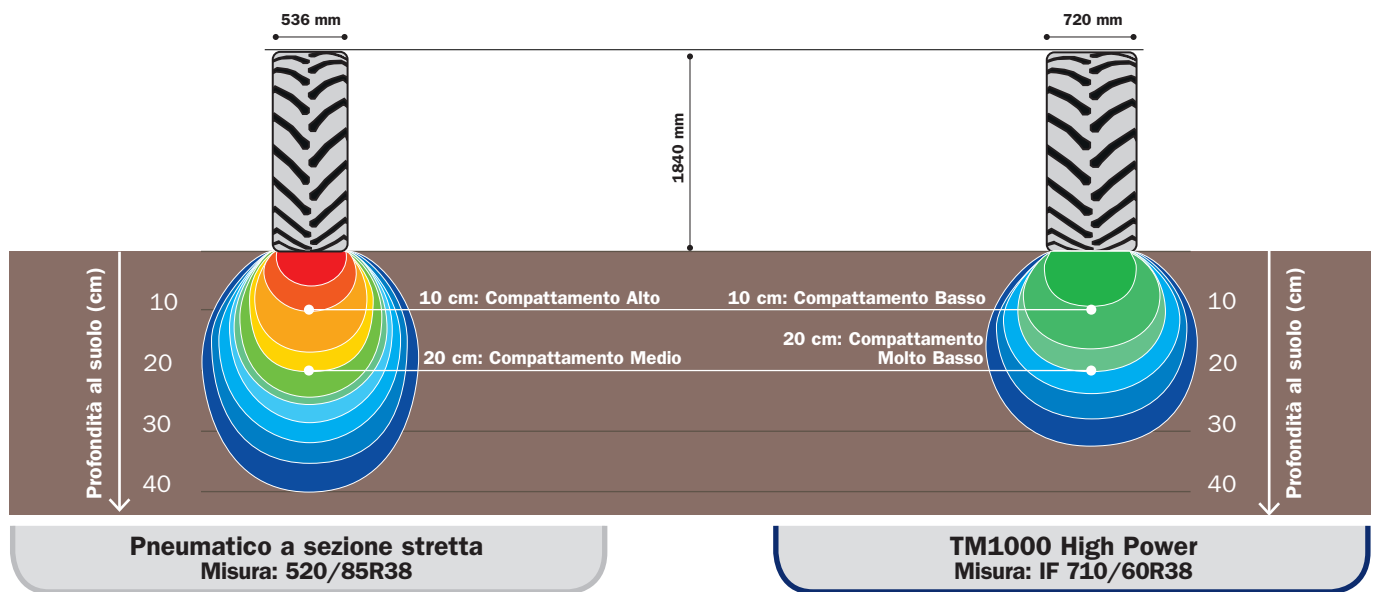 536 mm
720 mm
1840 mm
Profondità al suolo (cm)
10
20
30
40
10 cm: Compattamento Alto
20 cm: Compattamento Medio
10 cm: Compattamento Basso
20 cm: Compattamento
Molto Basso
10
20
30
40
Profondità al suolo (cm)
Pneumatico a sezione stretta
Misura: 520/85R38
TM1000 High Power
Misura: IF 710/60R38